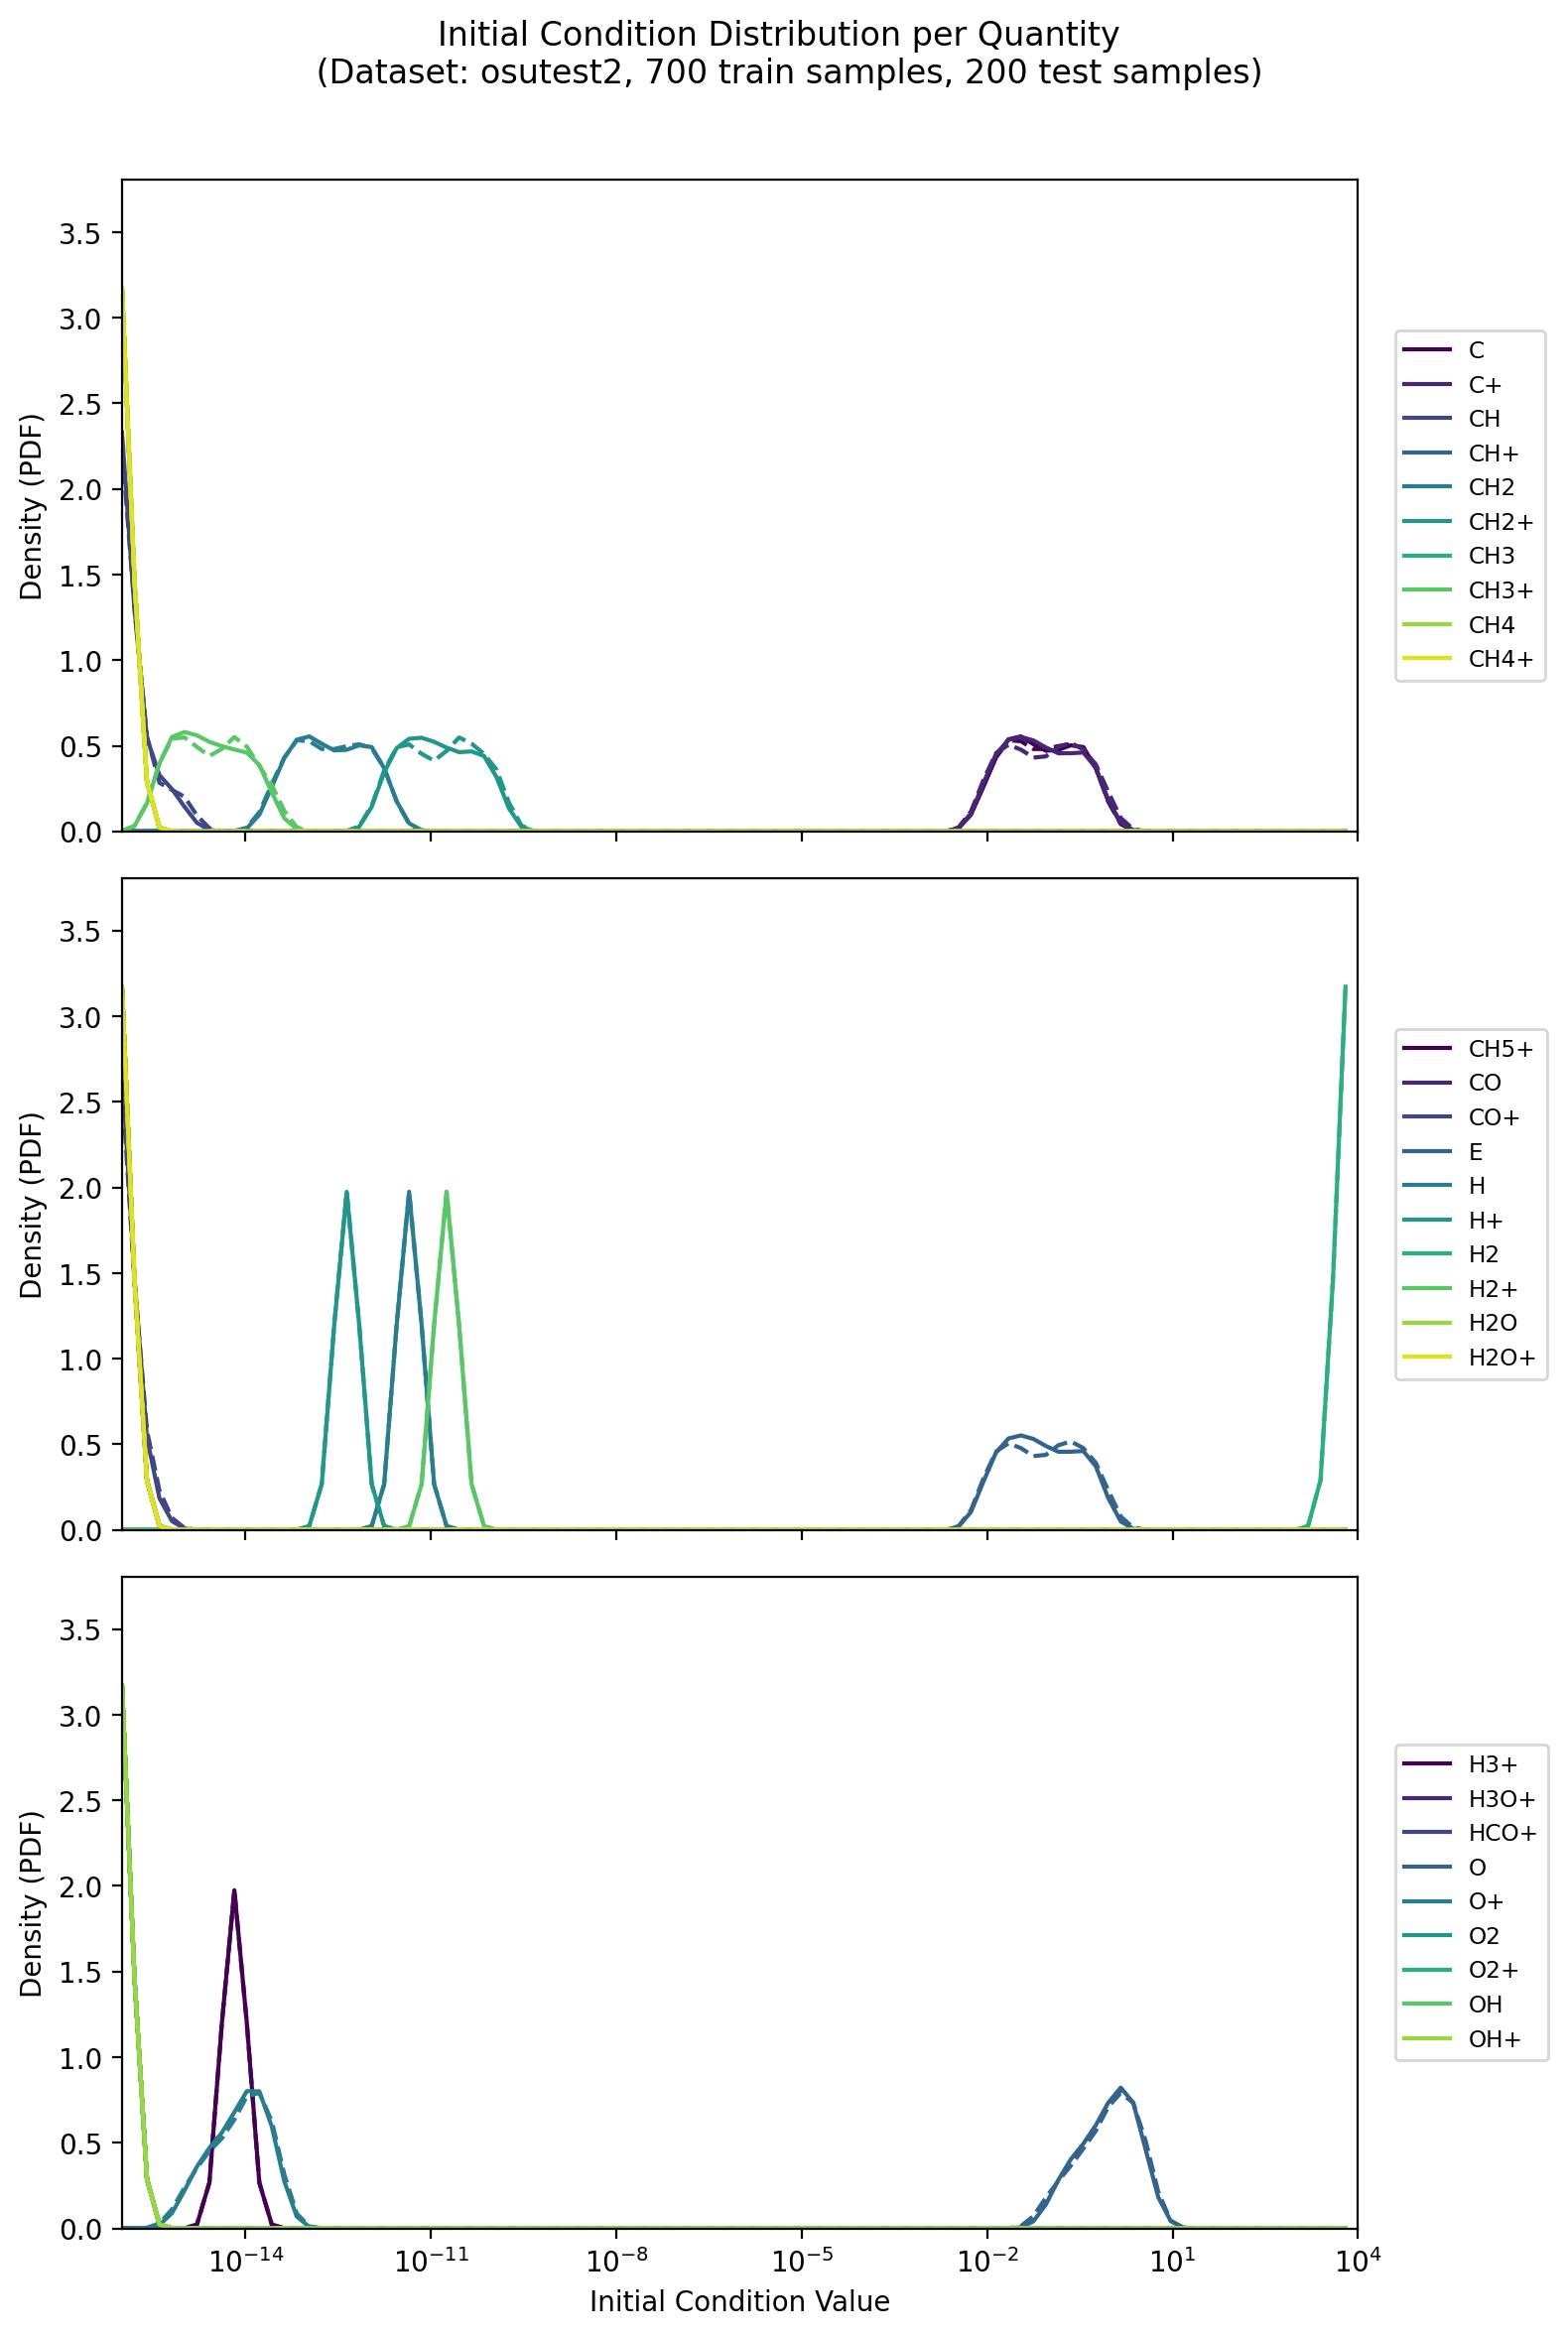 Initial Condition Distribution per Quantity
(Dataset: osutest2, 700 train samples, 200 test samples)
3.5
3.0
2.5
2.0
1.5
1.0
0.5
0.0
Density (PDF)
C
C+
CH
CH+
CH2
CH2+
CH3
CH3+
CH4
CH4+
3.5
3.0
2.5
2.0
1.5
1.0
0.5
0.0
Density (PDF)
CH5+
CO
CO+
E
H
H+
H2
H2+
H2O
H2O+
3.5
3.0
2.5
2.0
1.5
1.0
0.5
0.0
Density (PDF)
H3+
H3O+
HCO+
O
O+
O2
O2+
OH
OH+
10⁻¹⁴ 10⁻¹¹ 10⁻⁸ 10⁻⁵ 10⁻² 10¹ 10⁴
Initial Condition Value